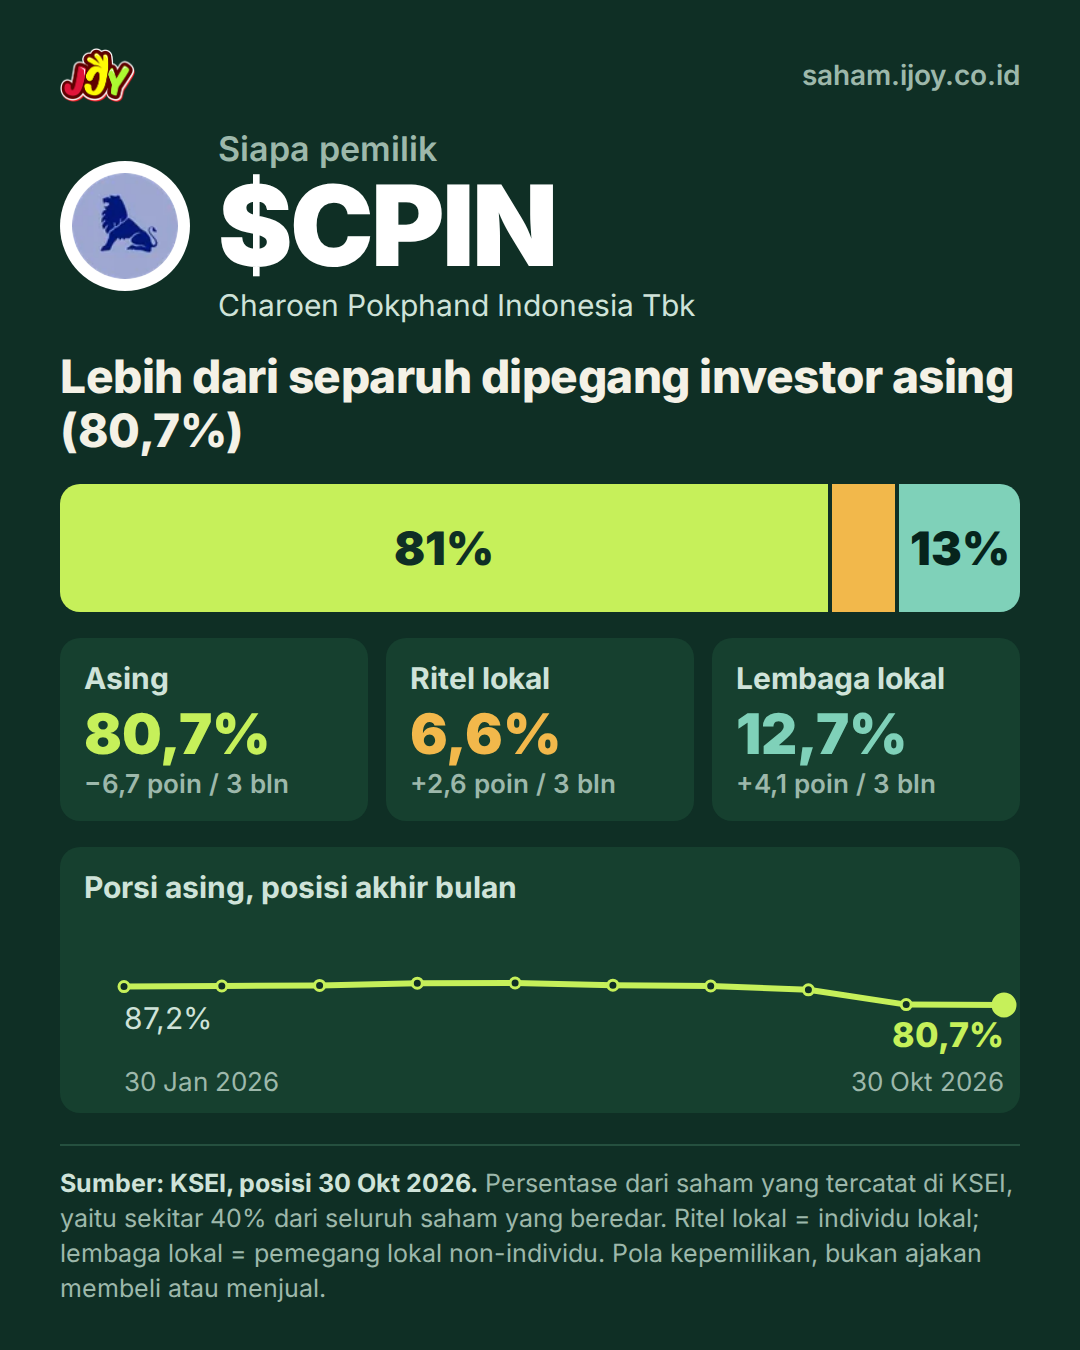 JOY
saham.ijoy.co.id
Siapa pemilik
$CPIN
Charoen Pokphand Indonesia Tbk
Lebih dari separuh dipegang investor asing
(80,7%)
81%
13%
Asing
80,7%
−6,7 poin / 3 bln
Ritel lokal
6,6%
+2,6 poin / 3 bln
Lembaga lokal
12,7%
+4,1 poin / 3 bln
Porsi asing, posisi akhir bulan
87,2%
80,7%
30 Jan 2026
30 Okt 2026
Sumber: KSEI, posisi 30 Okt 2026. Persentase dari saham yang tercatat di KSEI,
yaitu sekitar 40% dari seluruh saham yang beredar. Ritel lokal = individu lokal;
lembaga lokal = pemegang lokal non-individu. Pola kepemilikan, bukan ajakan
membeli atau menjual.